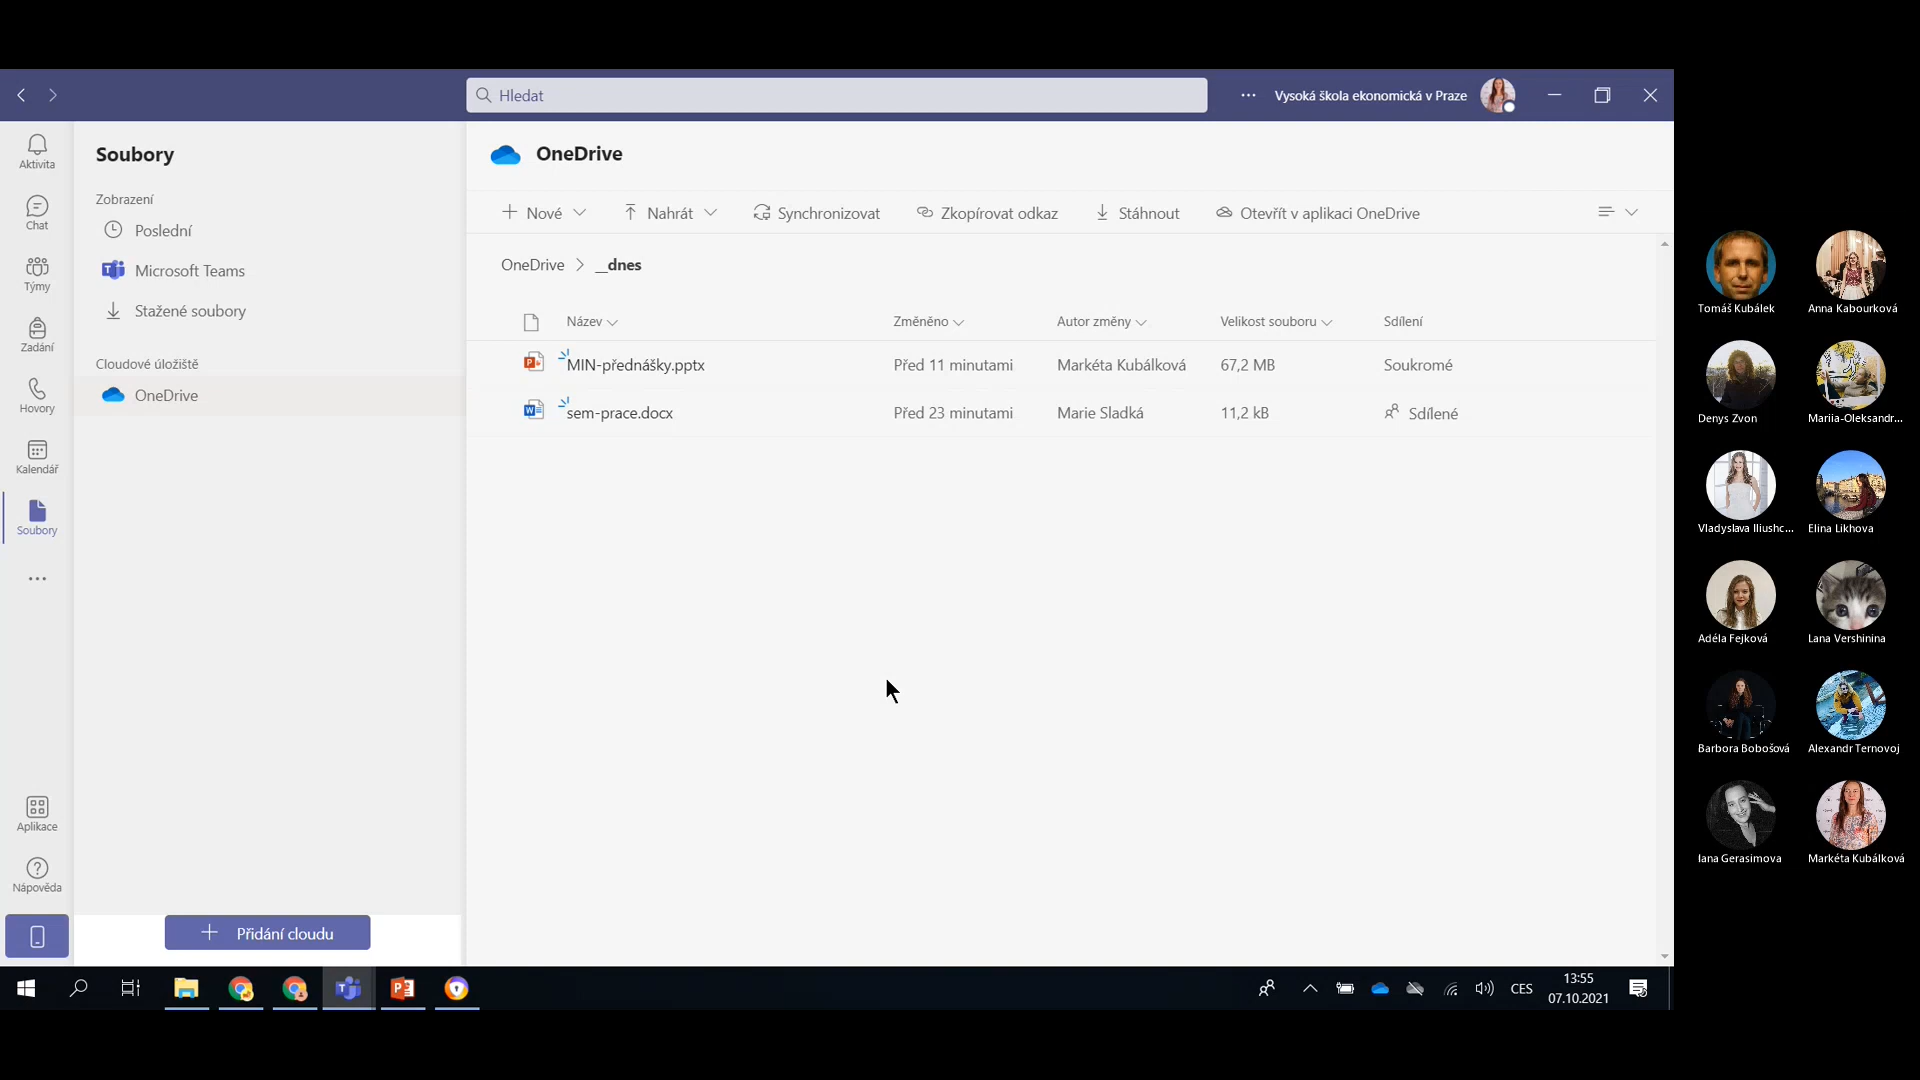 Hledat
Vysoká škola ekonomická v Praze
Aktivita
Chat
Týmy
Zadání
Hovory
Kalendář
Soubory
Aplikace
Nápověda
Soubory
Zobrazení
Poslední
Microsoft Teams
Stažené soubory
Cloudové úložiště
OneDrive
Přidání cloudu
OneDrive
Nové Nahrát Synchronizovat Zkopírovat odkaz Stáhnout Otevřít v aplikaci OneDrive
OneDrive > __dnes
Název Změněno Autor změny Velikost souboru Sdílení
MIN-přednášky.pptx Před 11 minutami Markéta Kubálková 67,2 MB Soukromé
sem-prace.docx Před 23 minutami Marie Sladká 11,2 kB Sdílené
Tomáš Kubálek Anna Kabourková
Denys Zvon Mariia-Oleksandr...
Vladyslava Iliushc... Elina Likhova
Adéla Fejková Lana Vershinina
Barbora Bobošová Alexandr Ternovoj
Iana Gerasimova Markéta Kubálková
CES
13:55
07.10.2021